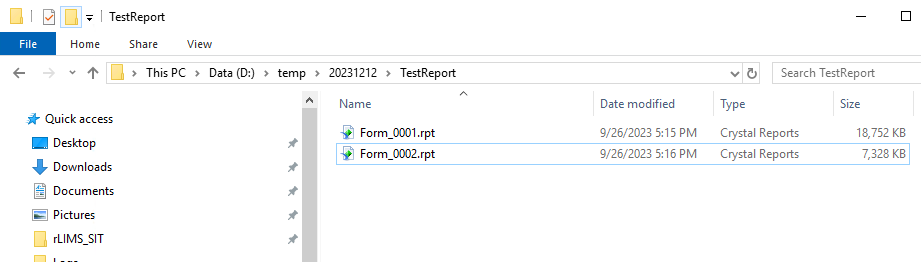 TestReport
File Home Share View
This PC > Data (D:) > temp > 20231212 > TestReport
Search TestReport
Name Date modified Type Size
Quick access
Form_0001.rpt 9/26/2023 5:15 PM Crystal Reports 18,752 KB
Desktop
Form_0002.rpt 9/26/2023 5:16 PM Crystal Reports 7,328 KB
Downloads
Documents
Pictures
rLIMS_SIT